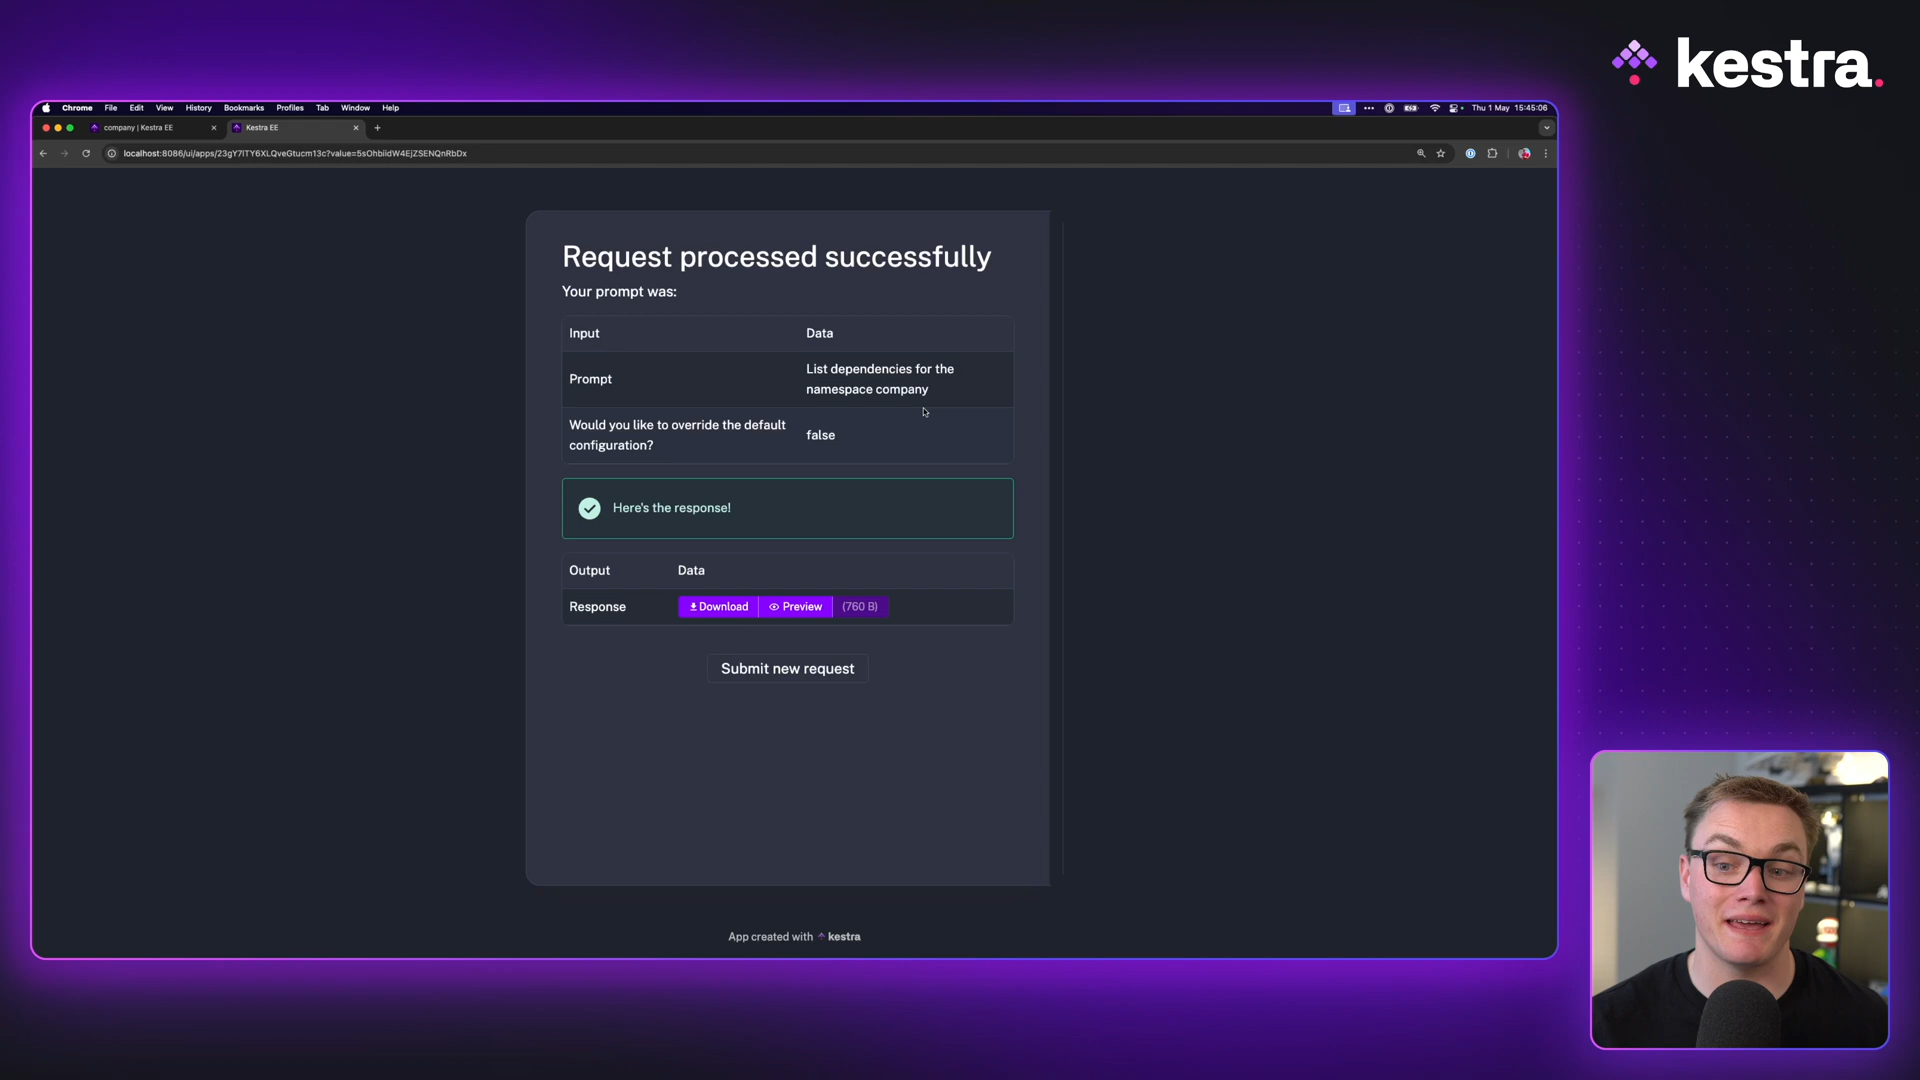 kestra.
Chrome File Edit View History Bookmarks Profiles Tab Window Help
Thu 1 May 15:45:06
company | Kestra EE
Kestra EE
localhost:8086/ui/apps/23gY7lTY6XLQveGtucm13c?value=5sOhbiidW4EjZSENQnRbDx
Request processed successfully
Your prompt was:
Input Data
Prompt
List dependencies for the
namespace company
Would you like to override the default
configuration?
false
Here's the response!
Output Data
Response Download Preview (760 B)
Submit new request
App created with kestra